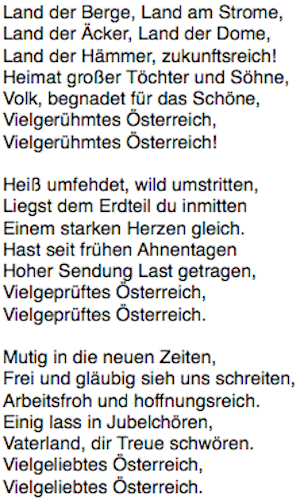 Land der Berge, Land am Strome,
Land der Äcker, Land der Dome,
Land der Hämmer, zukunftsreich!
Heimat großer Töchter und Söhne,
Volk, begnadet für das Schöne,
Vielgerühmtes Österreich,
Vielgerühmtes Österreich!

Heiß umfehdet, wild umstritten,
Liegst dem Erdteil du inmitten
Einem starken Herzen gleich.
Hast seit frühen Ahnentagen
Hoher Sendung Last getragen,
Vielgeprüftes Österreich,
Vielgeprüftes Österreich.

Mutig in die neuen Zeiten,
Frei und gläubig sieh uns schreiten,
Arbeitsfroh und hoffnungsreich.
Einig lass in Jubelchören,
Vaterland, dir Treue schwören.
Vielgeliebtes Österreich,
Vielgeliebtes Österreich.